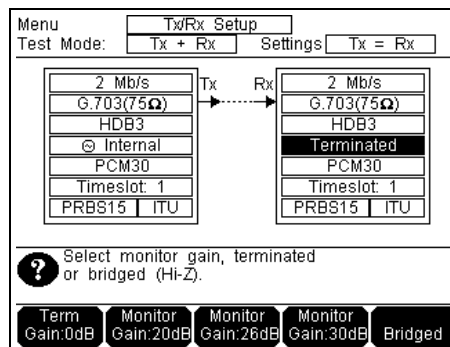 Menu Tx/Rx Setup
Test Mode: Tx + Rx Settings Tx = Rx
Tx Rx
2 Mb/s
G.703(75Ω)
HDB3
Internal
PCM30
Timeslot: 1
PRBS15 ITU
2 Mb/s
G.703(75Ω)
HDB3
Terminated
PCM30
Timeslot: 1
PRBS15 ITU
? Select monitor gain, terminated
or bridged (Hi-Z).
Term Gain:0dB
Monitor Gain:20dB
Monitor Gain:26dB
Monitor Gain:30dB
Bridged